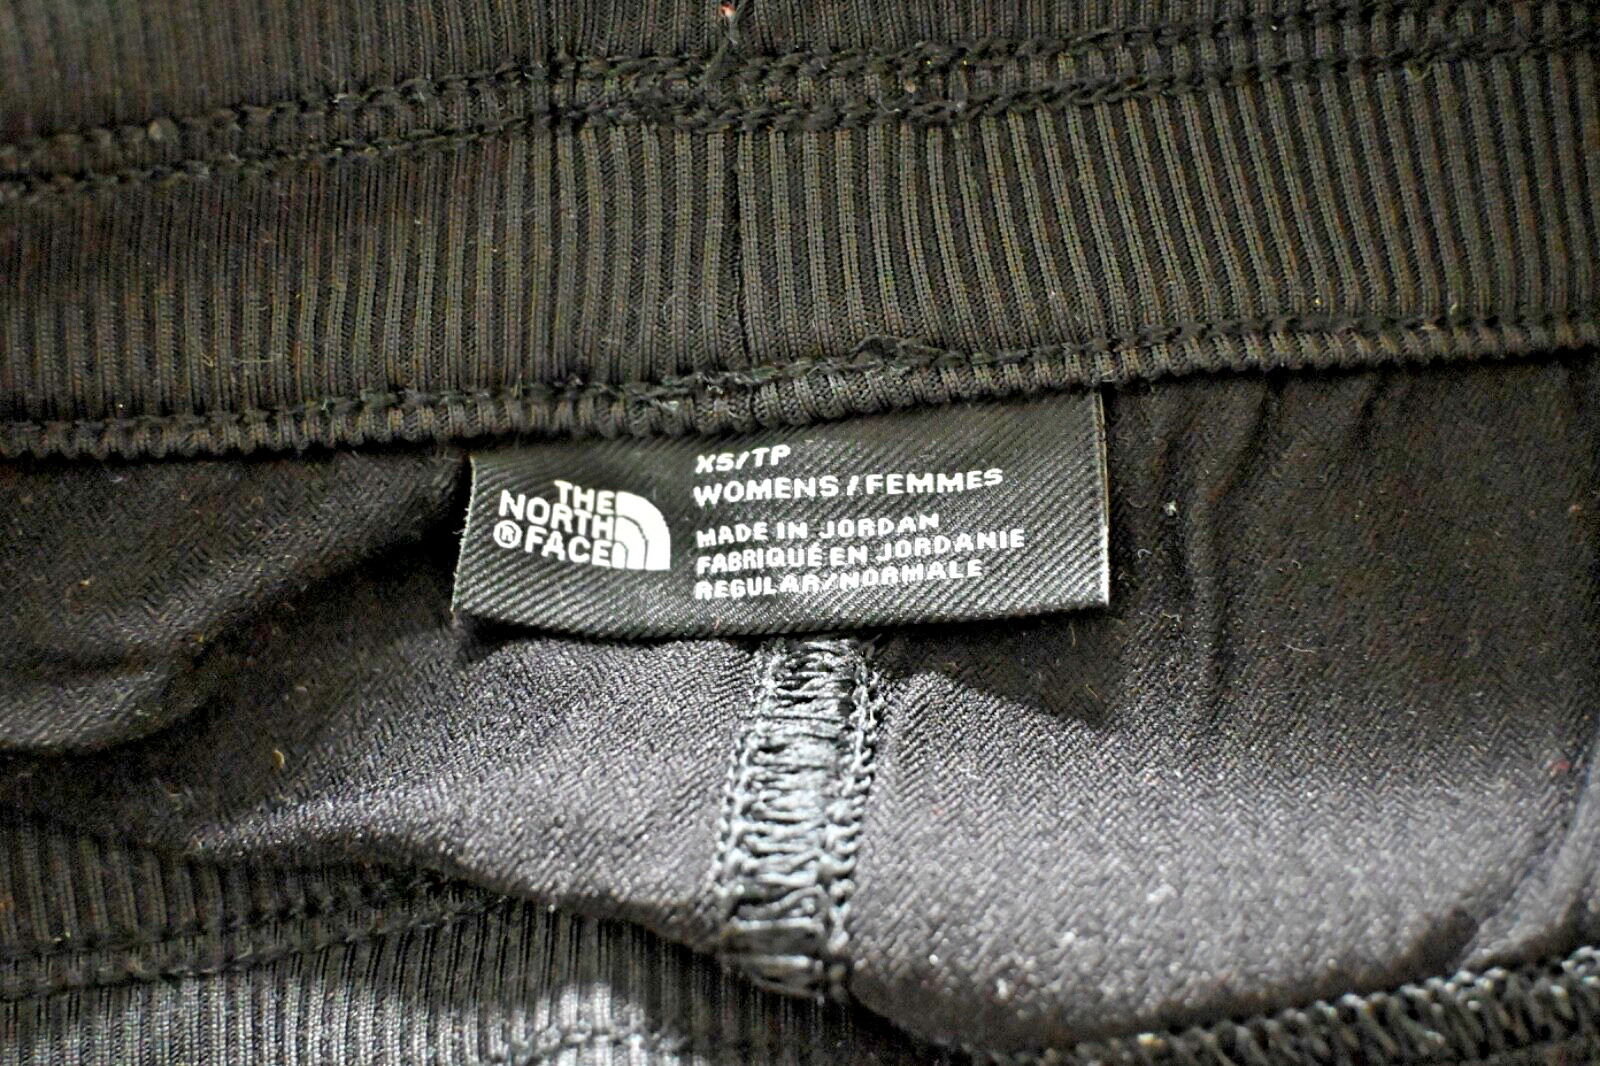 THE
NORTH
®FACE
XS/TP
WOMENS/FEMMES
MADE IN JORDAN
FABRIQUÉ EN JORDANIE
REGULAR/NORMALE